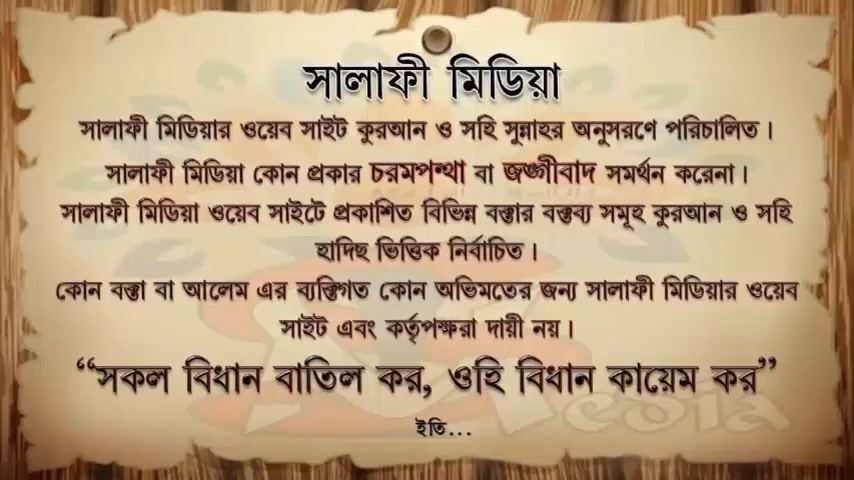 সালাফী মিডিয়া
সালাফী মিডিয়ার ওয়েব সাইট কুরআন ও সহি সুন্নাহর অনুসরণে পরিচালিত।
সালাফী মিডিয়া কোন প্রকার চরমপন্থা বা জঙ্গীবাদ সমর্থন করেনা।
সালাফী মিডিয়া ওয়েব সাইটে প্রকাশিত বিভিন্ন বক্তার বক্তব্য সমূহ কুরআন ও সহি
হাদিছ ভিত্তিক নির্বাচিত।
কোন বক্তা বা আলেম এর ব্যক্তিগত কোন অভিমতের জন্য সালাফী মিডিয়ার ওয়েব
সাইট এবং কর্তৃপক্ষরা দায়ী নয়।
“সকল বিধান বাতিল কর, ওহি বিধান কায়েম কর”
ইতি...